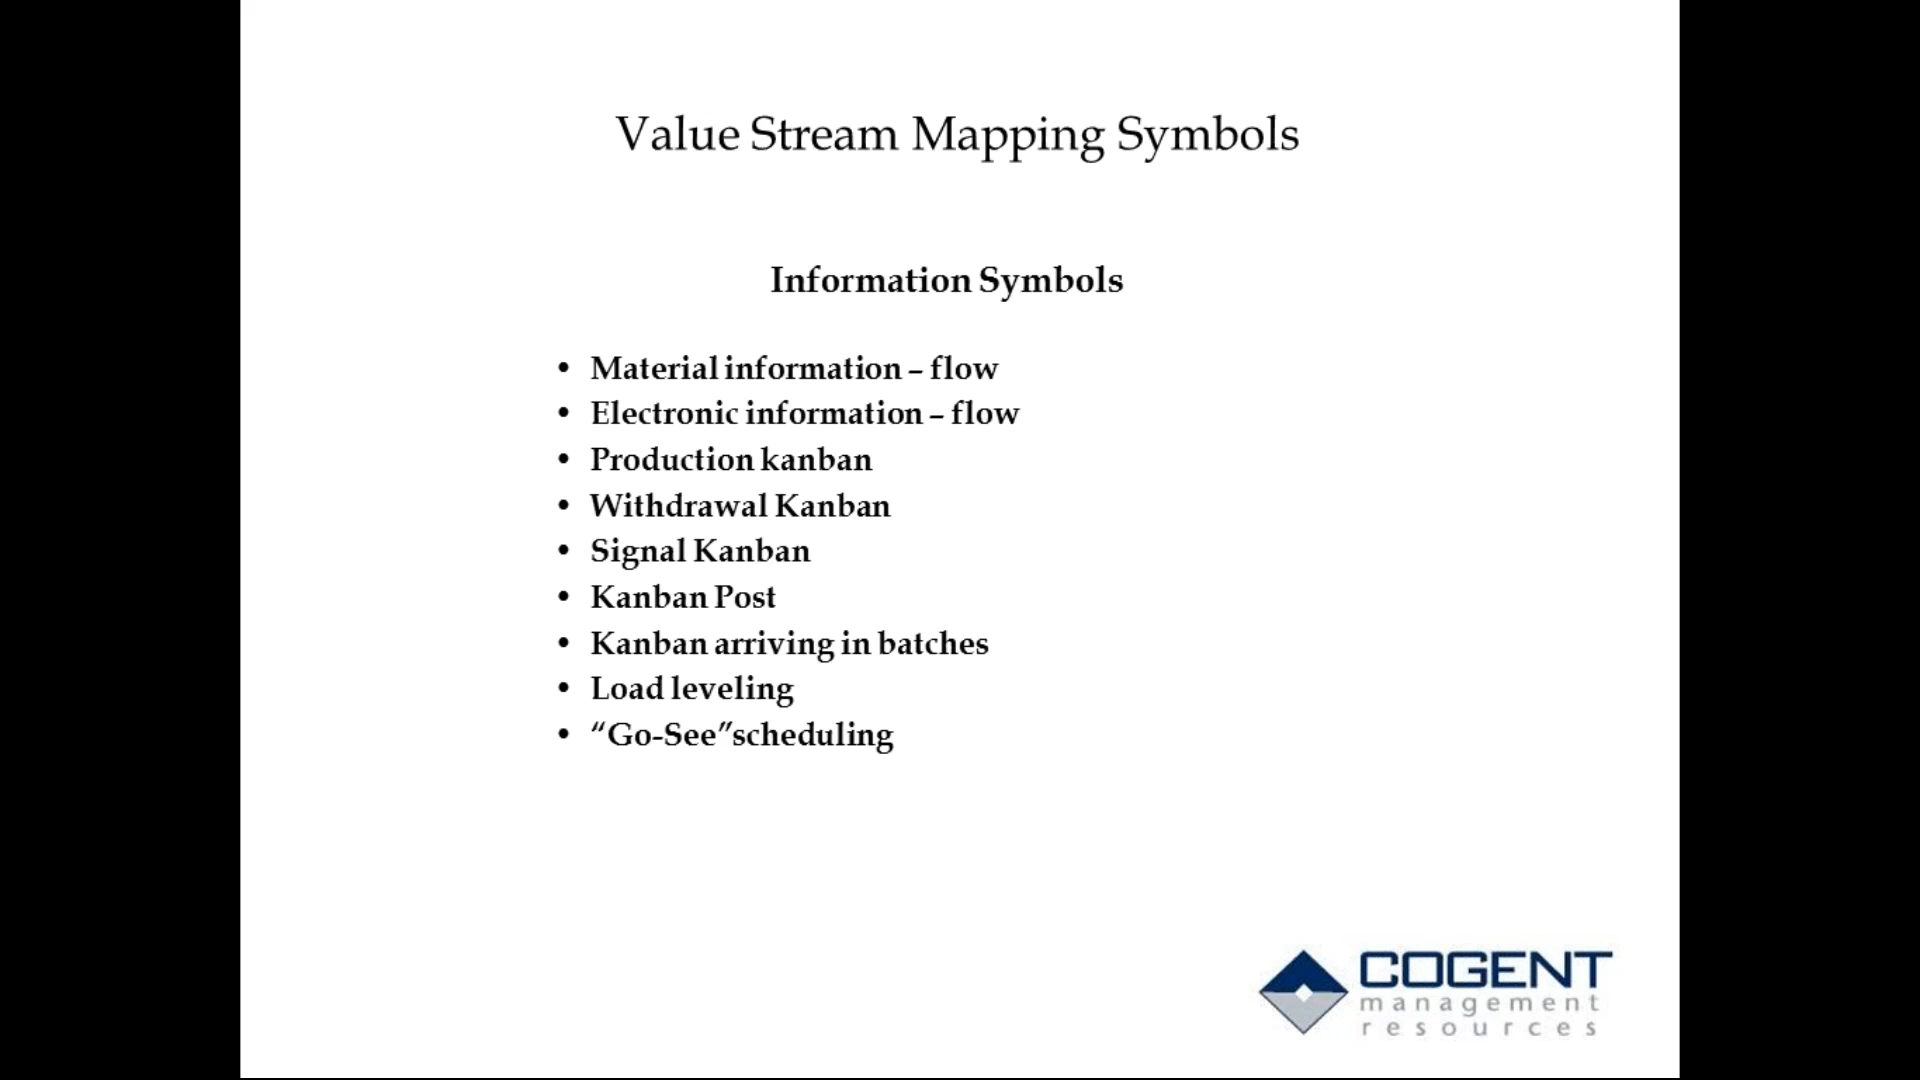 Value Stream Mapping Symbols
Information Symbols
• Material information – flow
• Electronic information – flow
• Production kanban
• Withdrawal Kanban
• Signal Kanban
• Kanban Post
• Kanban arriving in batches
• Load leveling
• “Go-See”scheduling
COGENT
management
resources